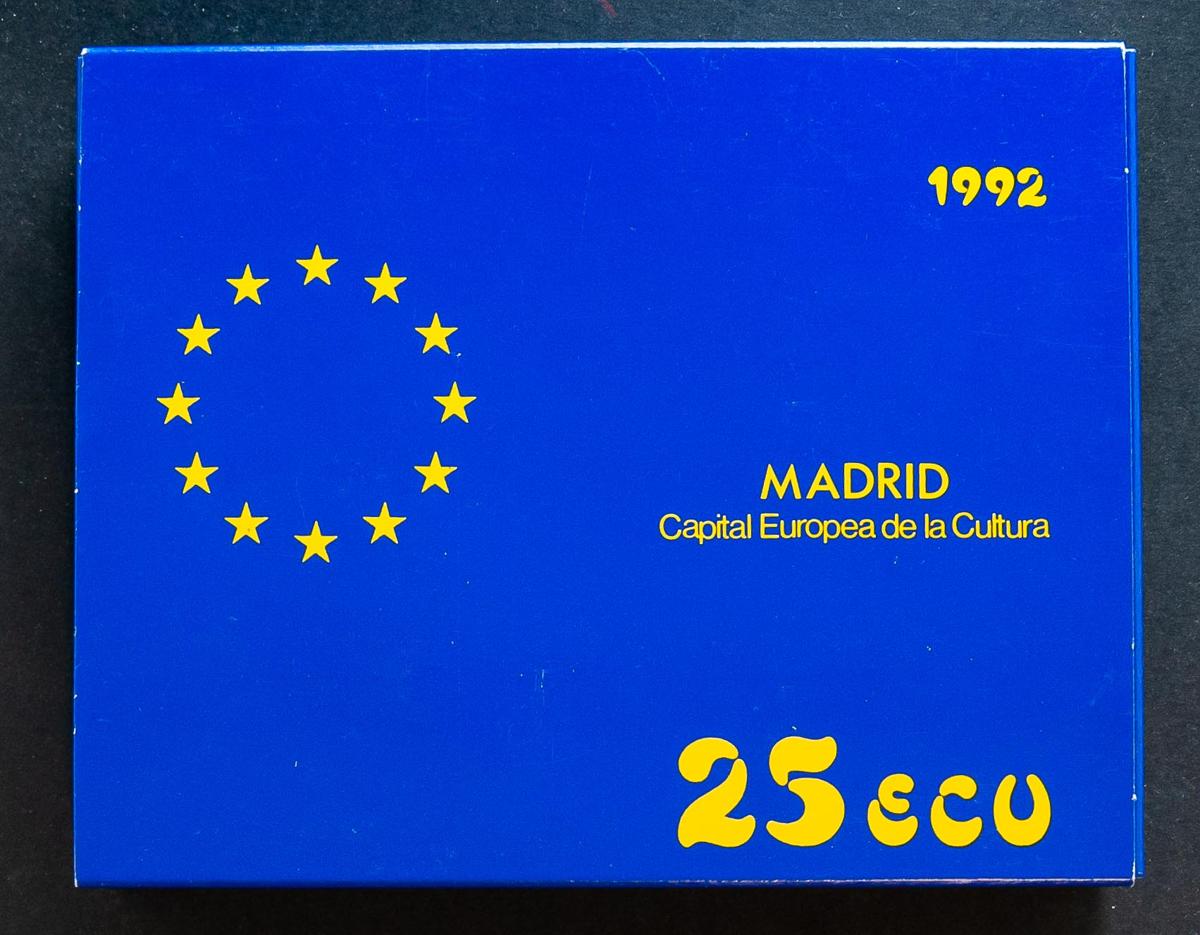 1992
MADRID
Capital Europea de la Cultura
25 ECU